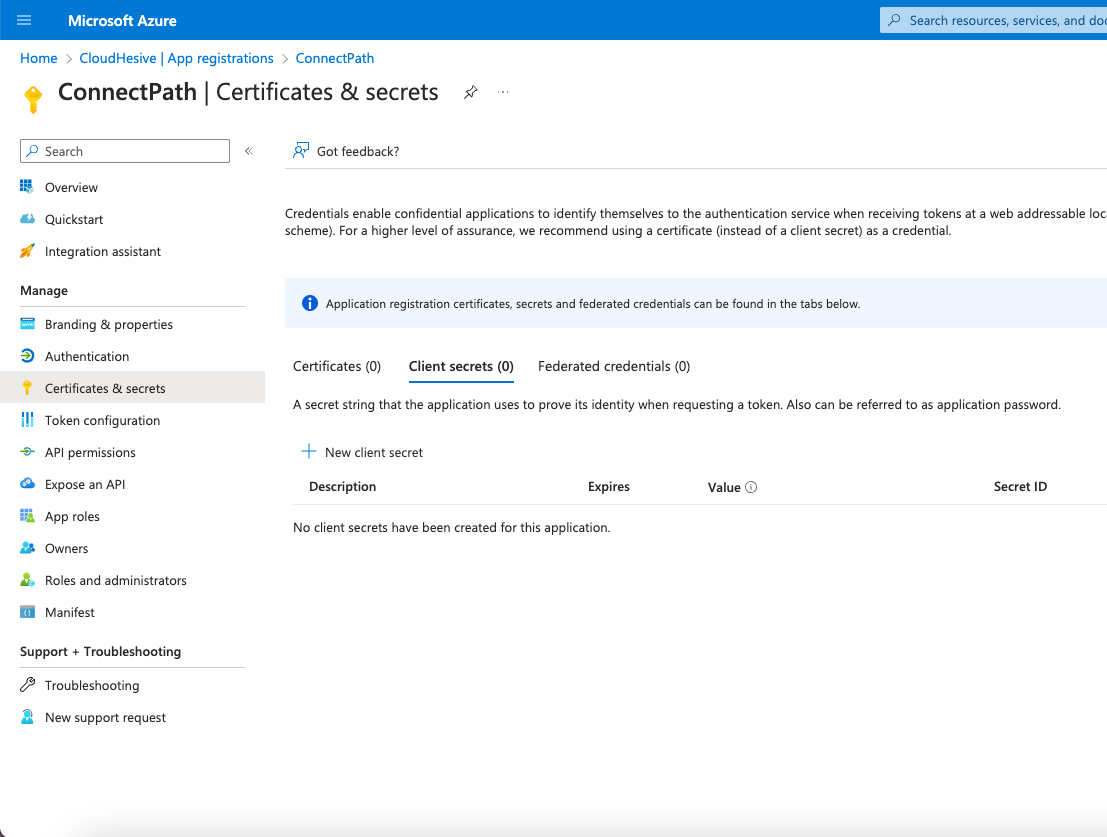 Microsoft Azure
Search resources, services, and doc
Home > CloudHesive | App registrations > ConnectPath
ConnectPath | Certificates & secrets
Search
Got feedback?
Overview
Quickstart
Integration assistant
Manage
Branding & properties
Authentication
Certificates & secrets
Token configuration
API permissions
Expose an API
App roles
Owners
Roles and administrators
Manifest
Support + Troubleshooting
Troubleshooting
New support request
Credentials enable confidential applications to identify themselves to the authentication service when receiving tokens at a web addressable loc
scheme). For a higher level of assurance, we recommend using a certificate (instead of a client secret) as a credential.
Application registration certificates, secrets and federated credentials can be found in the tabs below.
Certificates (0) Client secrets (0) Federated credentials (0)
A secret string that the application uses to prove its identity when requesting a token. Also can be referred to as application password.
New client secret
Description Expires Value Secret ID
No client secrets have been created for this application.